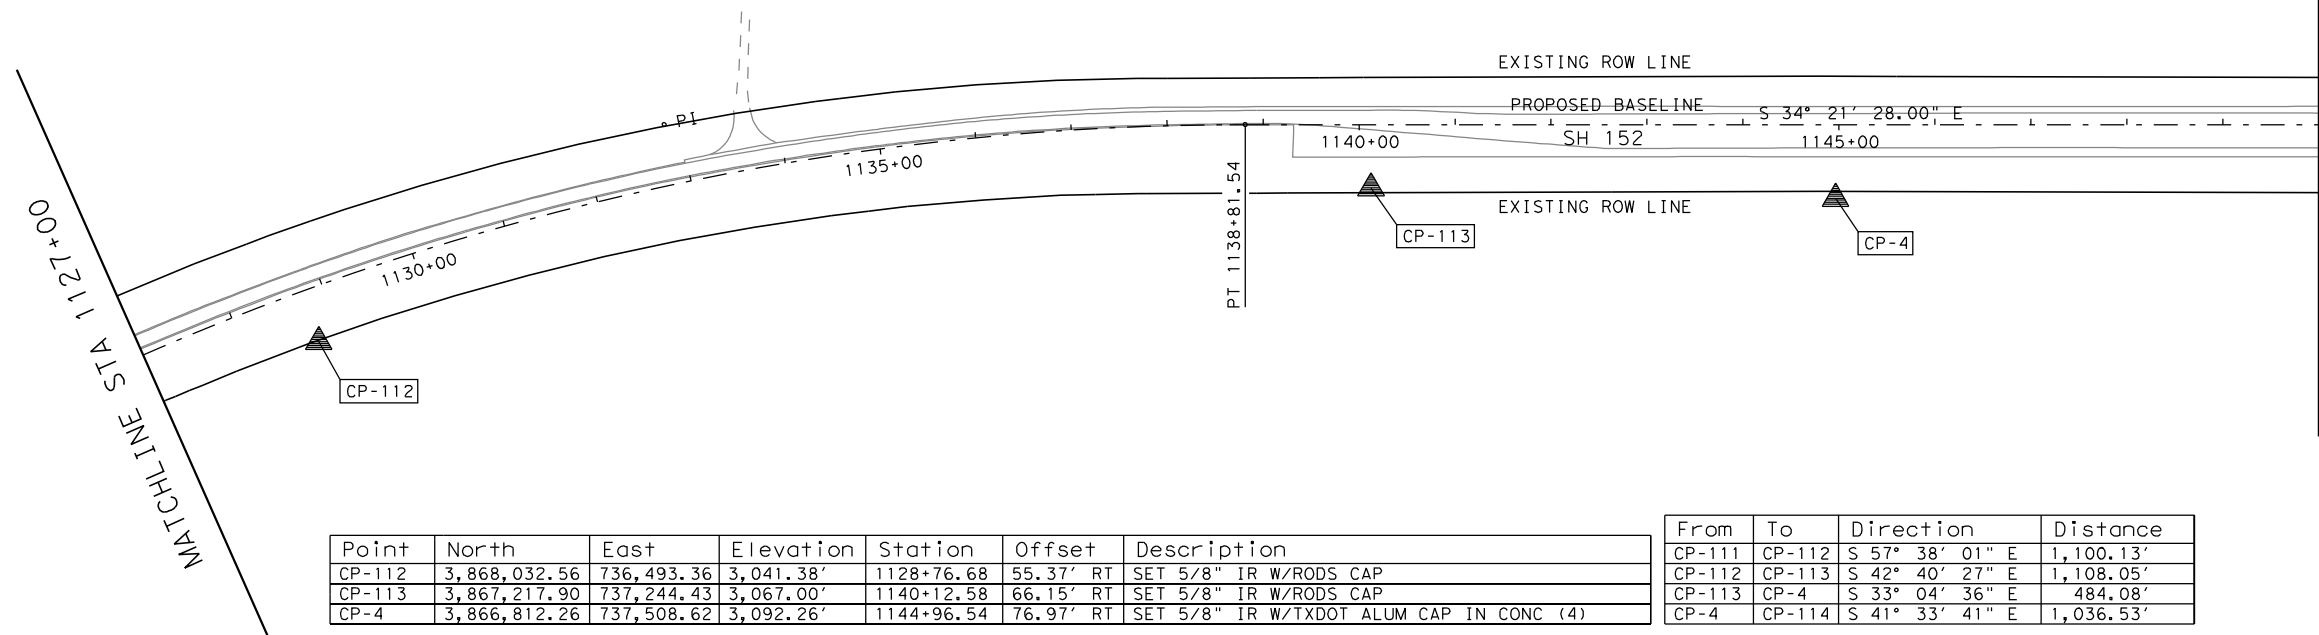 EXISTING ROW LINE
PROPOSED BASELINE
S 34° 21' 28.00" E
PI
SH 152
1140+00
1145+00
1135+00
1130+00
PT 1138+81.54
EXISTING ROW LINE
MATCHLINE STA 1127+00
CP-113
CP-4
CP-112
Point North East Elevation Station Offset Description
CP-112 3,868,032.56 736,493.36 3,041.38' 1128+76.68 55.37' RT SET 5/8" IR W/RODS CAP
CP-113 3,867,217.90 737,244.43 3,067.00' 1140+12.58 66.15' RT SET 5/8" IR W/RODS CAP
CP-4 3,866,812.26 737,508.62 3,092.26' 1144+96.54 76.97' RT SET 5/8" IR W/TXDOT ALUM CAP IN CONC (4)
From To Direction Distance
CP-111 CP-112 S 57° 38' 01" E 1,100.13'
CP-112 CP-113 S 42° 40' 27" E 1,108.05'
CP-113 CP-4 S 33° 04' 36" E 484.08'
CP-4 CP-114 S 41° 33' 41" E 1,036.53'